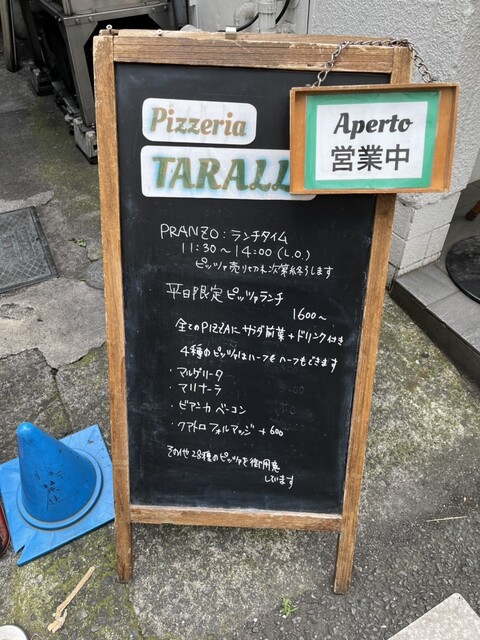 Pizzeria
TARALL
Aperto
営業中
PRANZO：ランチタイム
11:30～14:00（L.O.）
ピッツァ売り切れ次第終了します
平日限定ピッツァランチ
1600～
全てのPIZZAにサラダ前菜+ドリンク付き
4種のピッツァはハーフ&ハーフもできます
・マルゲリータ
・マリナーラ
・ビアンカベーコン
・クアトロフォルマッジ +600
その他28種のピッツァを御用意
しています